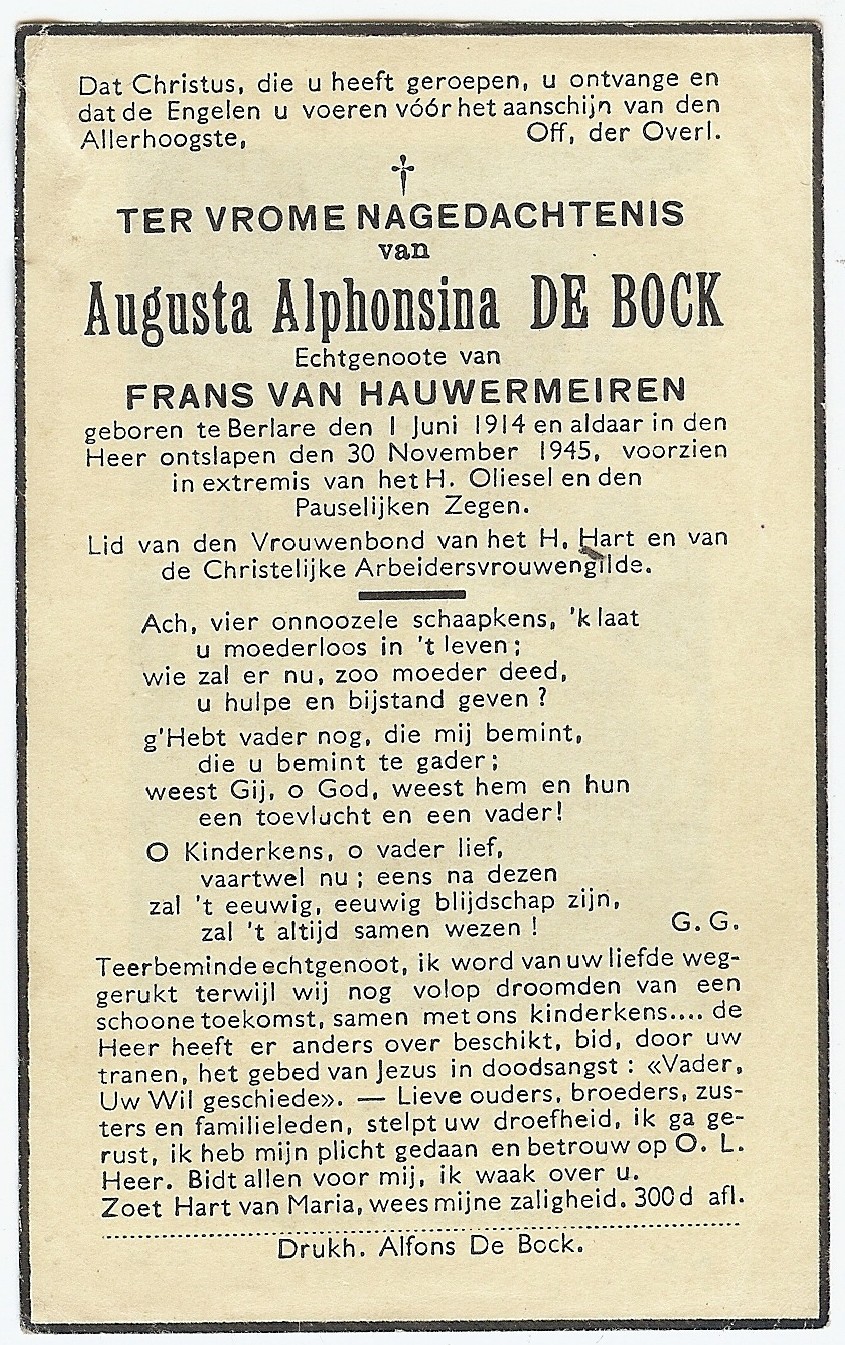 Dat Christus, die u heeft geroepen, u ontvange en
dat de Engelen u voeren vóór het aanschijn van den
Allerhoogste, Off, der Overl.
†
TER VROME NAGEDACHTENIS
van
Augusta Alphonsina DE BOCK
Echtgenoote van
FRANS VAN HAUWERMEIREN
geboren te Berlare den 1 Juni 1914 en aldaar in den
Heer ontslapen den 30 November 1945, voorzien
in extremis van het H. Oliesel en den
Pauselijken Zegen.
Lid van den Vrouwenbond van het H. Hart en van
de Christelijke Arbeidersvrouwengilde.
Ach, vier onnoozele schaapkens, 'k laat
u moederloos in 't leven;
wie zal er nu, zoo moeder deed,
u hulpe en bijstand geven?
g'Hebt vader nog, die mij bemint,
die u bemint te gader;
weest Gij, o God, weest hem en hun
een toevlucht en een vader!
O Kinderkens, o vader lief,
vaartwel nu; eens na dezen
zal 't eeuwig, eeuwig blijdschap zijn,
zal 't altijd samen wezen! G. G.
Teerbeminde echtgenoot, ik word van uw liefde weg-
gerukt terwijl wij nog volop droomden van een
schoone toekomst, samen met ons kinderkens.... de
Heer heeft er anders over beschikt, bid, door uw
tranen, het gebed van Jezus in doodsangst: «Vader,
Uw Wil geschiede». — Lieve ouders, broeders, zus-
ters en familieleden, stelpt uw droefheid, ik ga ge-
rust, ik heb mijn plicht gedaan en betrouw op O. L.
Heer. Bidt allen voor mij, ik waak over u.
Zoet Hart van Maria, wees mijne zaligheid. 300 d afl.
Drukh. Alfons De Bock.